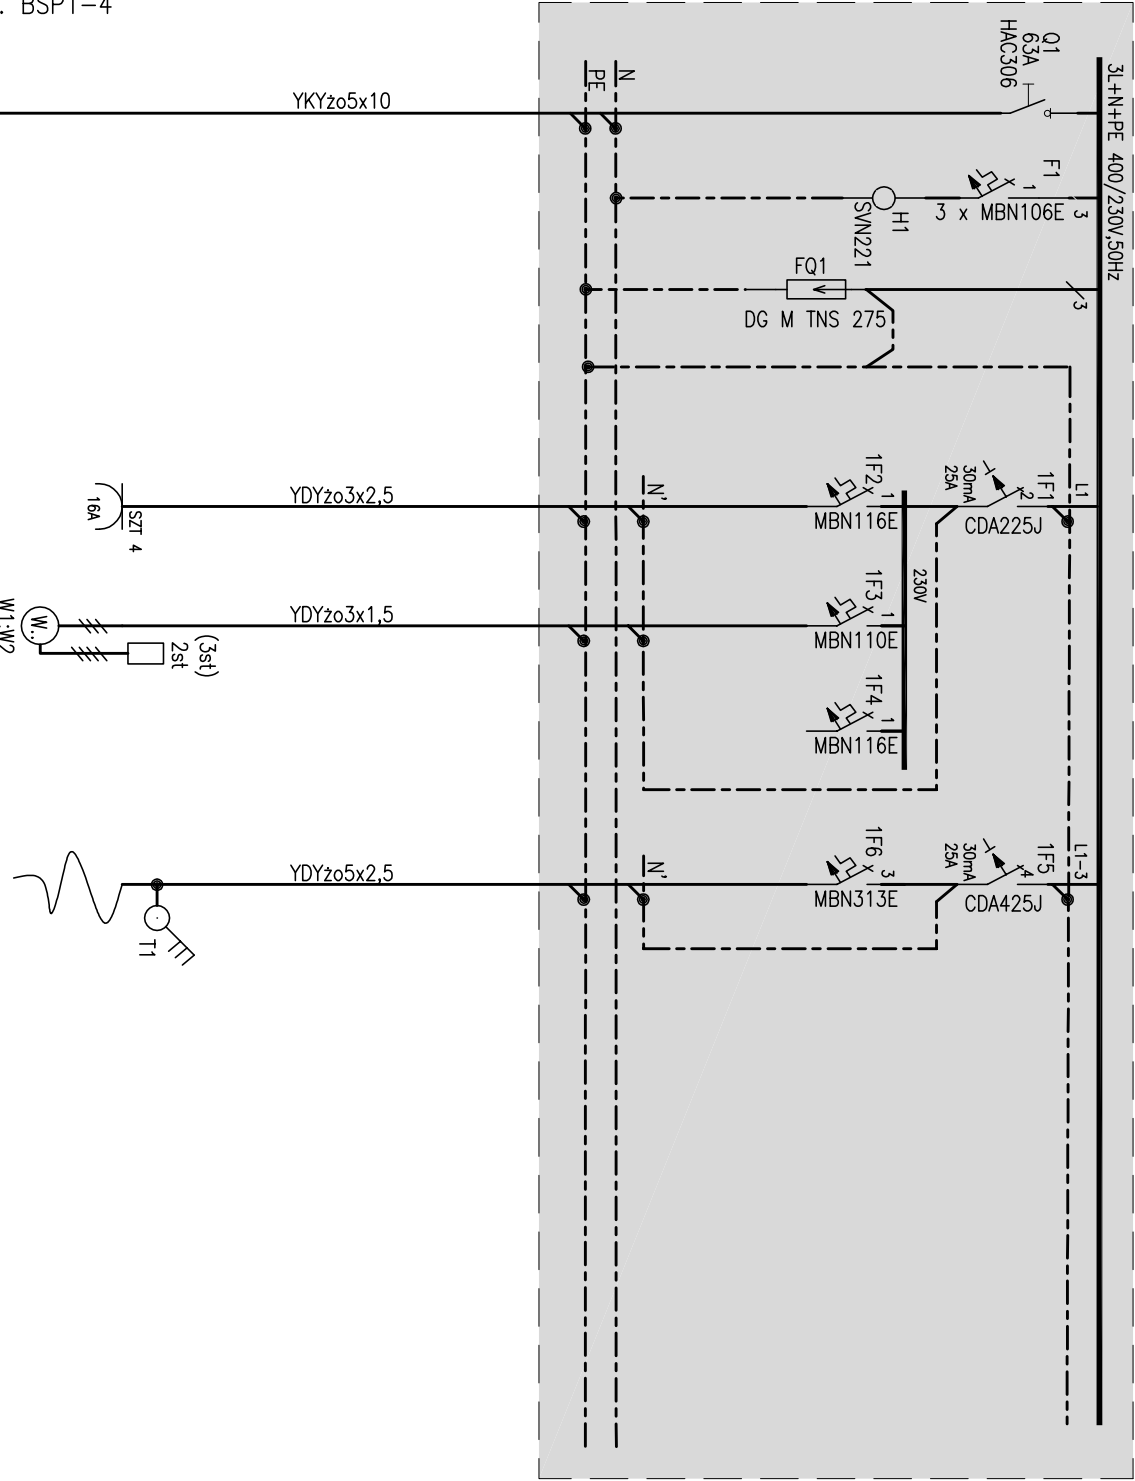 . BSPT-4
3L+N+PE 400/230V,50Hz
Q1
63A
HAC306
N
PE
YKYżo5x10
F1
1
3
3 x MBN106E
H1
SVN221
FQ1
3
DG M TNS 275
L1
1F1
2
30mA
25A
CDA225J
1F2
1
MBN116E
N'
YDYżo3x2,5
SZT 4
16A
230V
1F3
1
MBN110E
YDYżo3x1,5
(3st)
2st
W..
W1;W2
1F4
1
MBN116E
L1-3
1F5
4
30mA
25A
CDA425J
1F6
3
MBN313E
N'
YDYżo5x2,5
T1